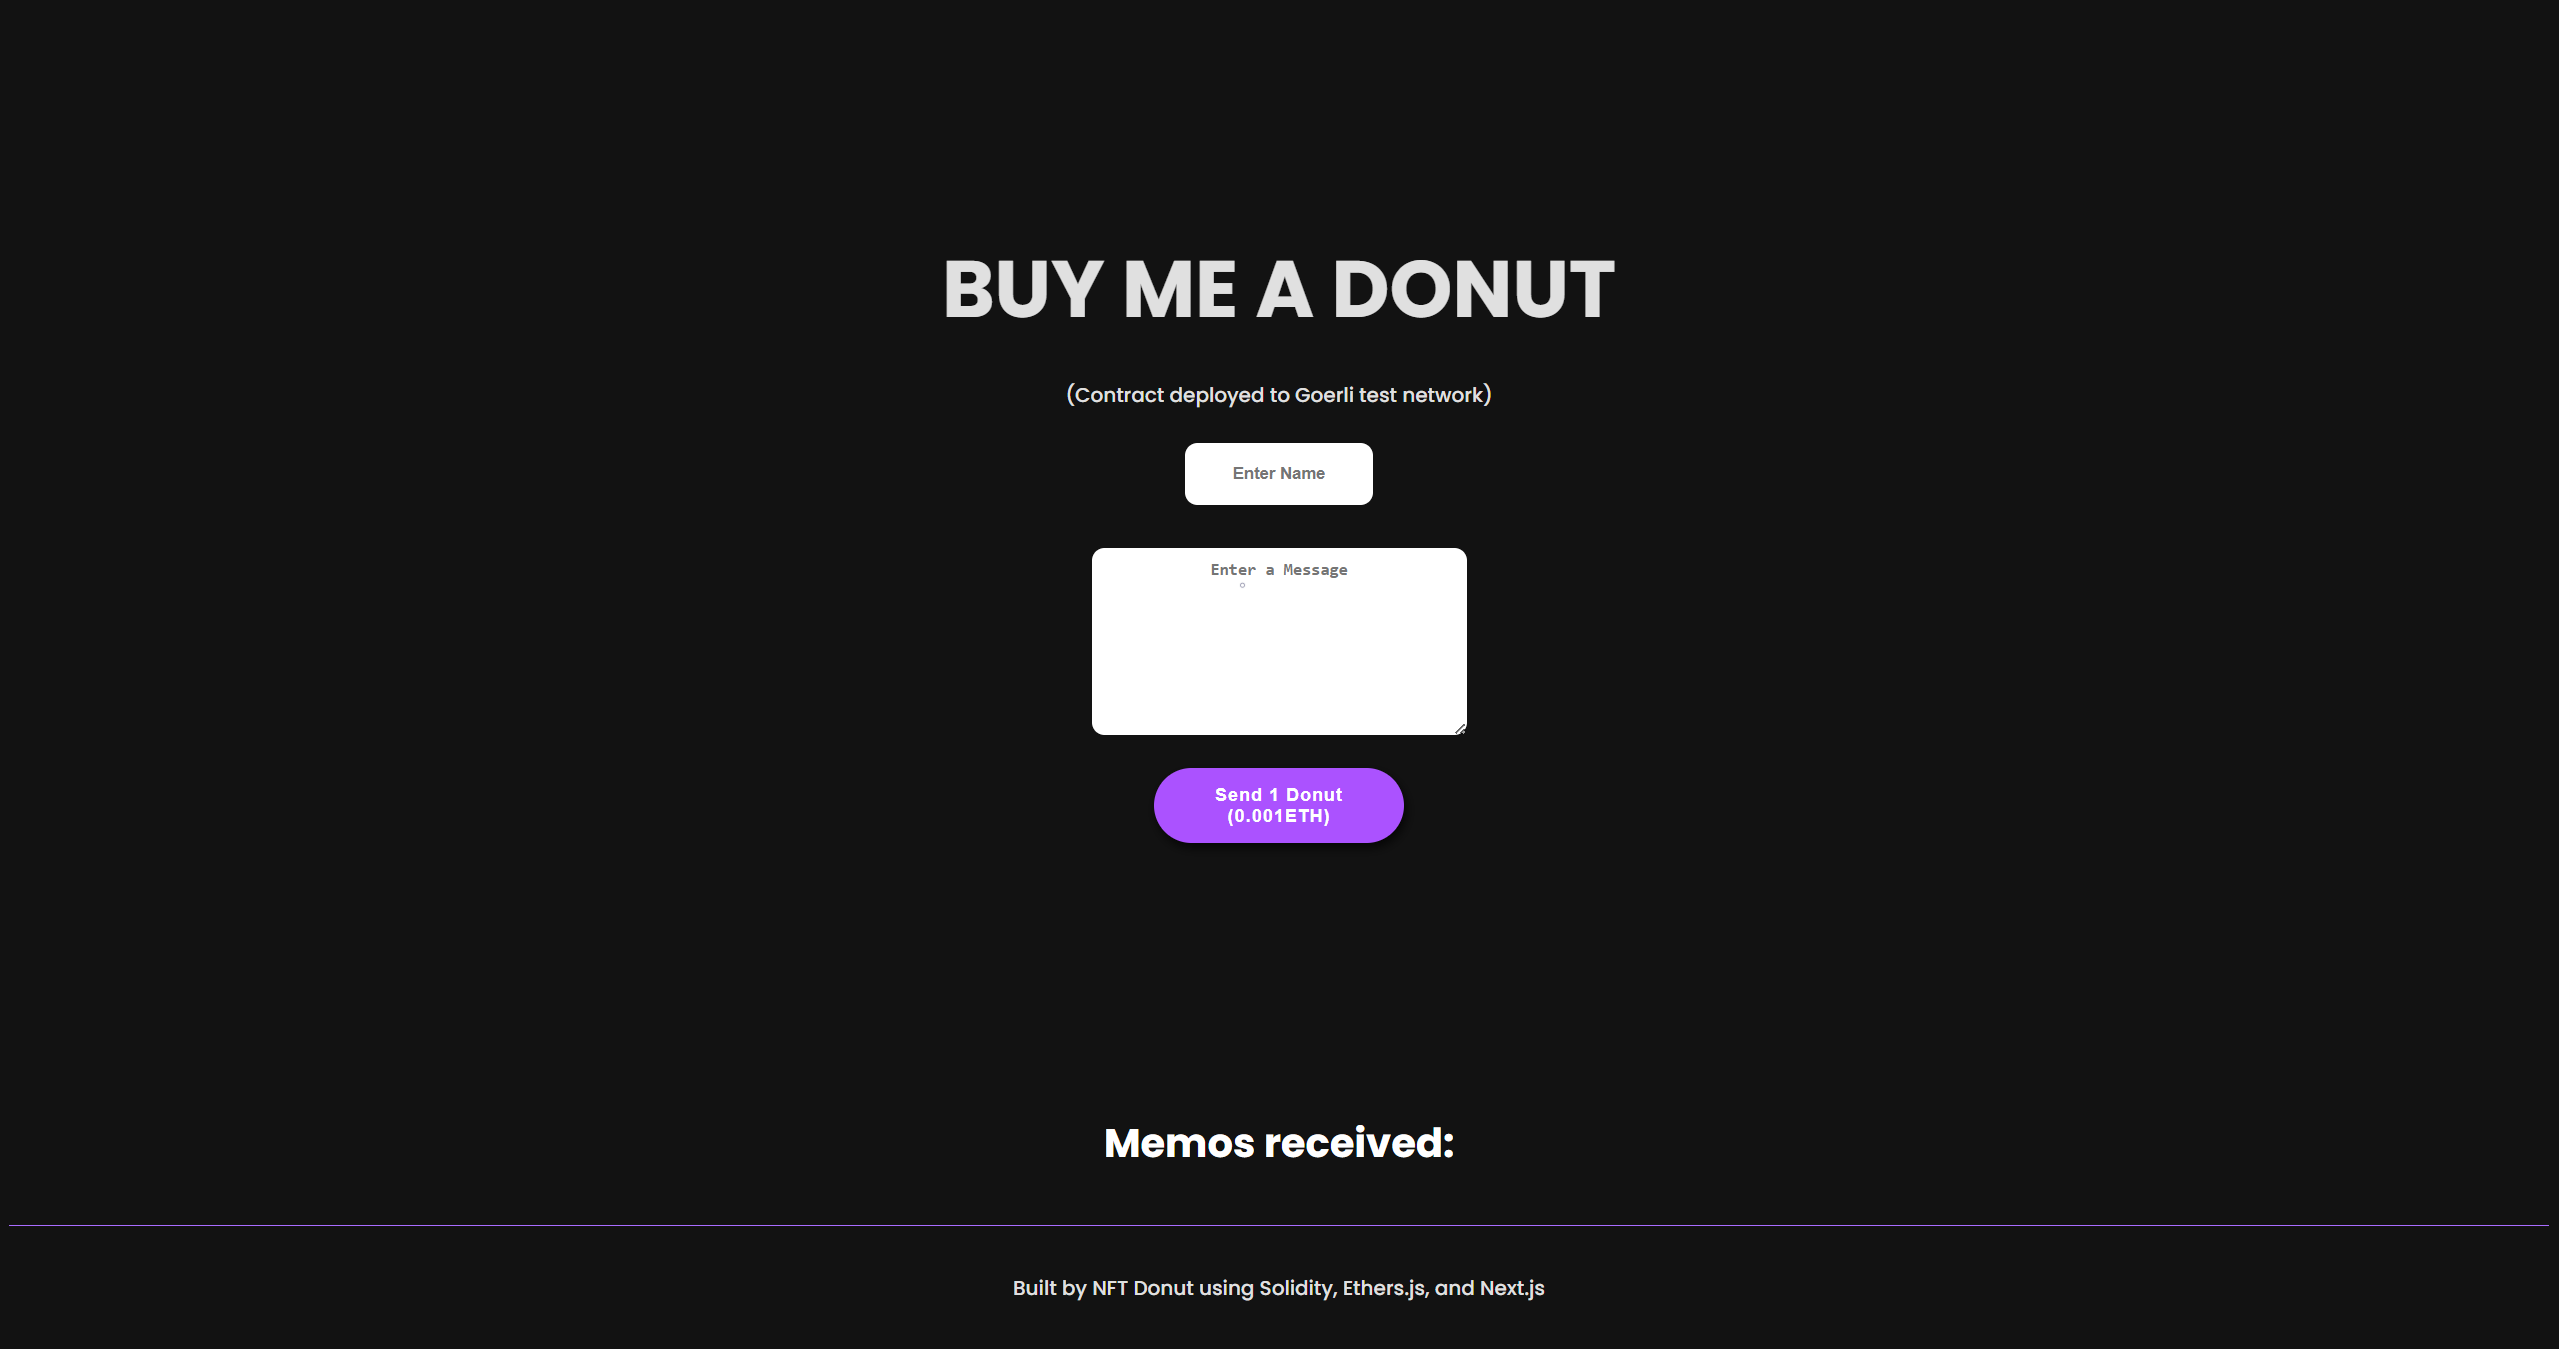 BUY ME A DONUT
(Contract deployed to Goerli test network)
Enter Name
Enter a Message
Send 1 Donut
(0.001ETH)
Memos received:
Built by NFT Donut using Solidity, Ethers.js, and Next.js